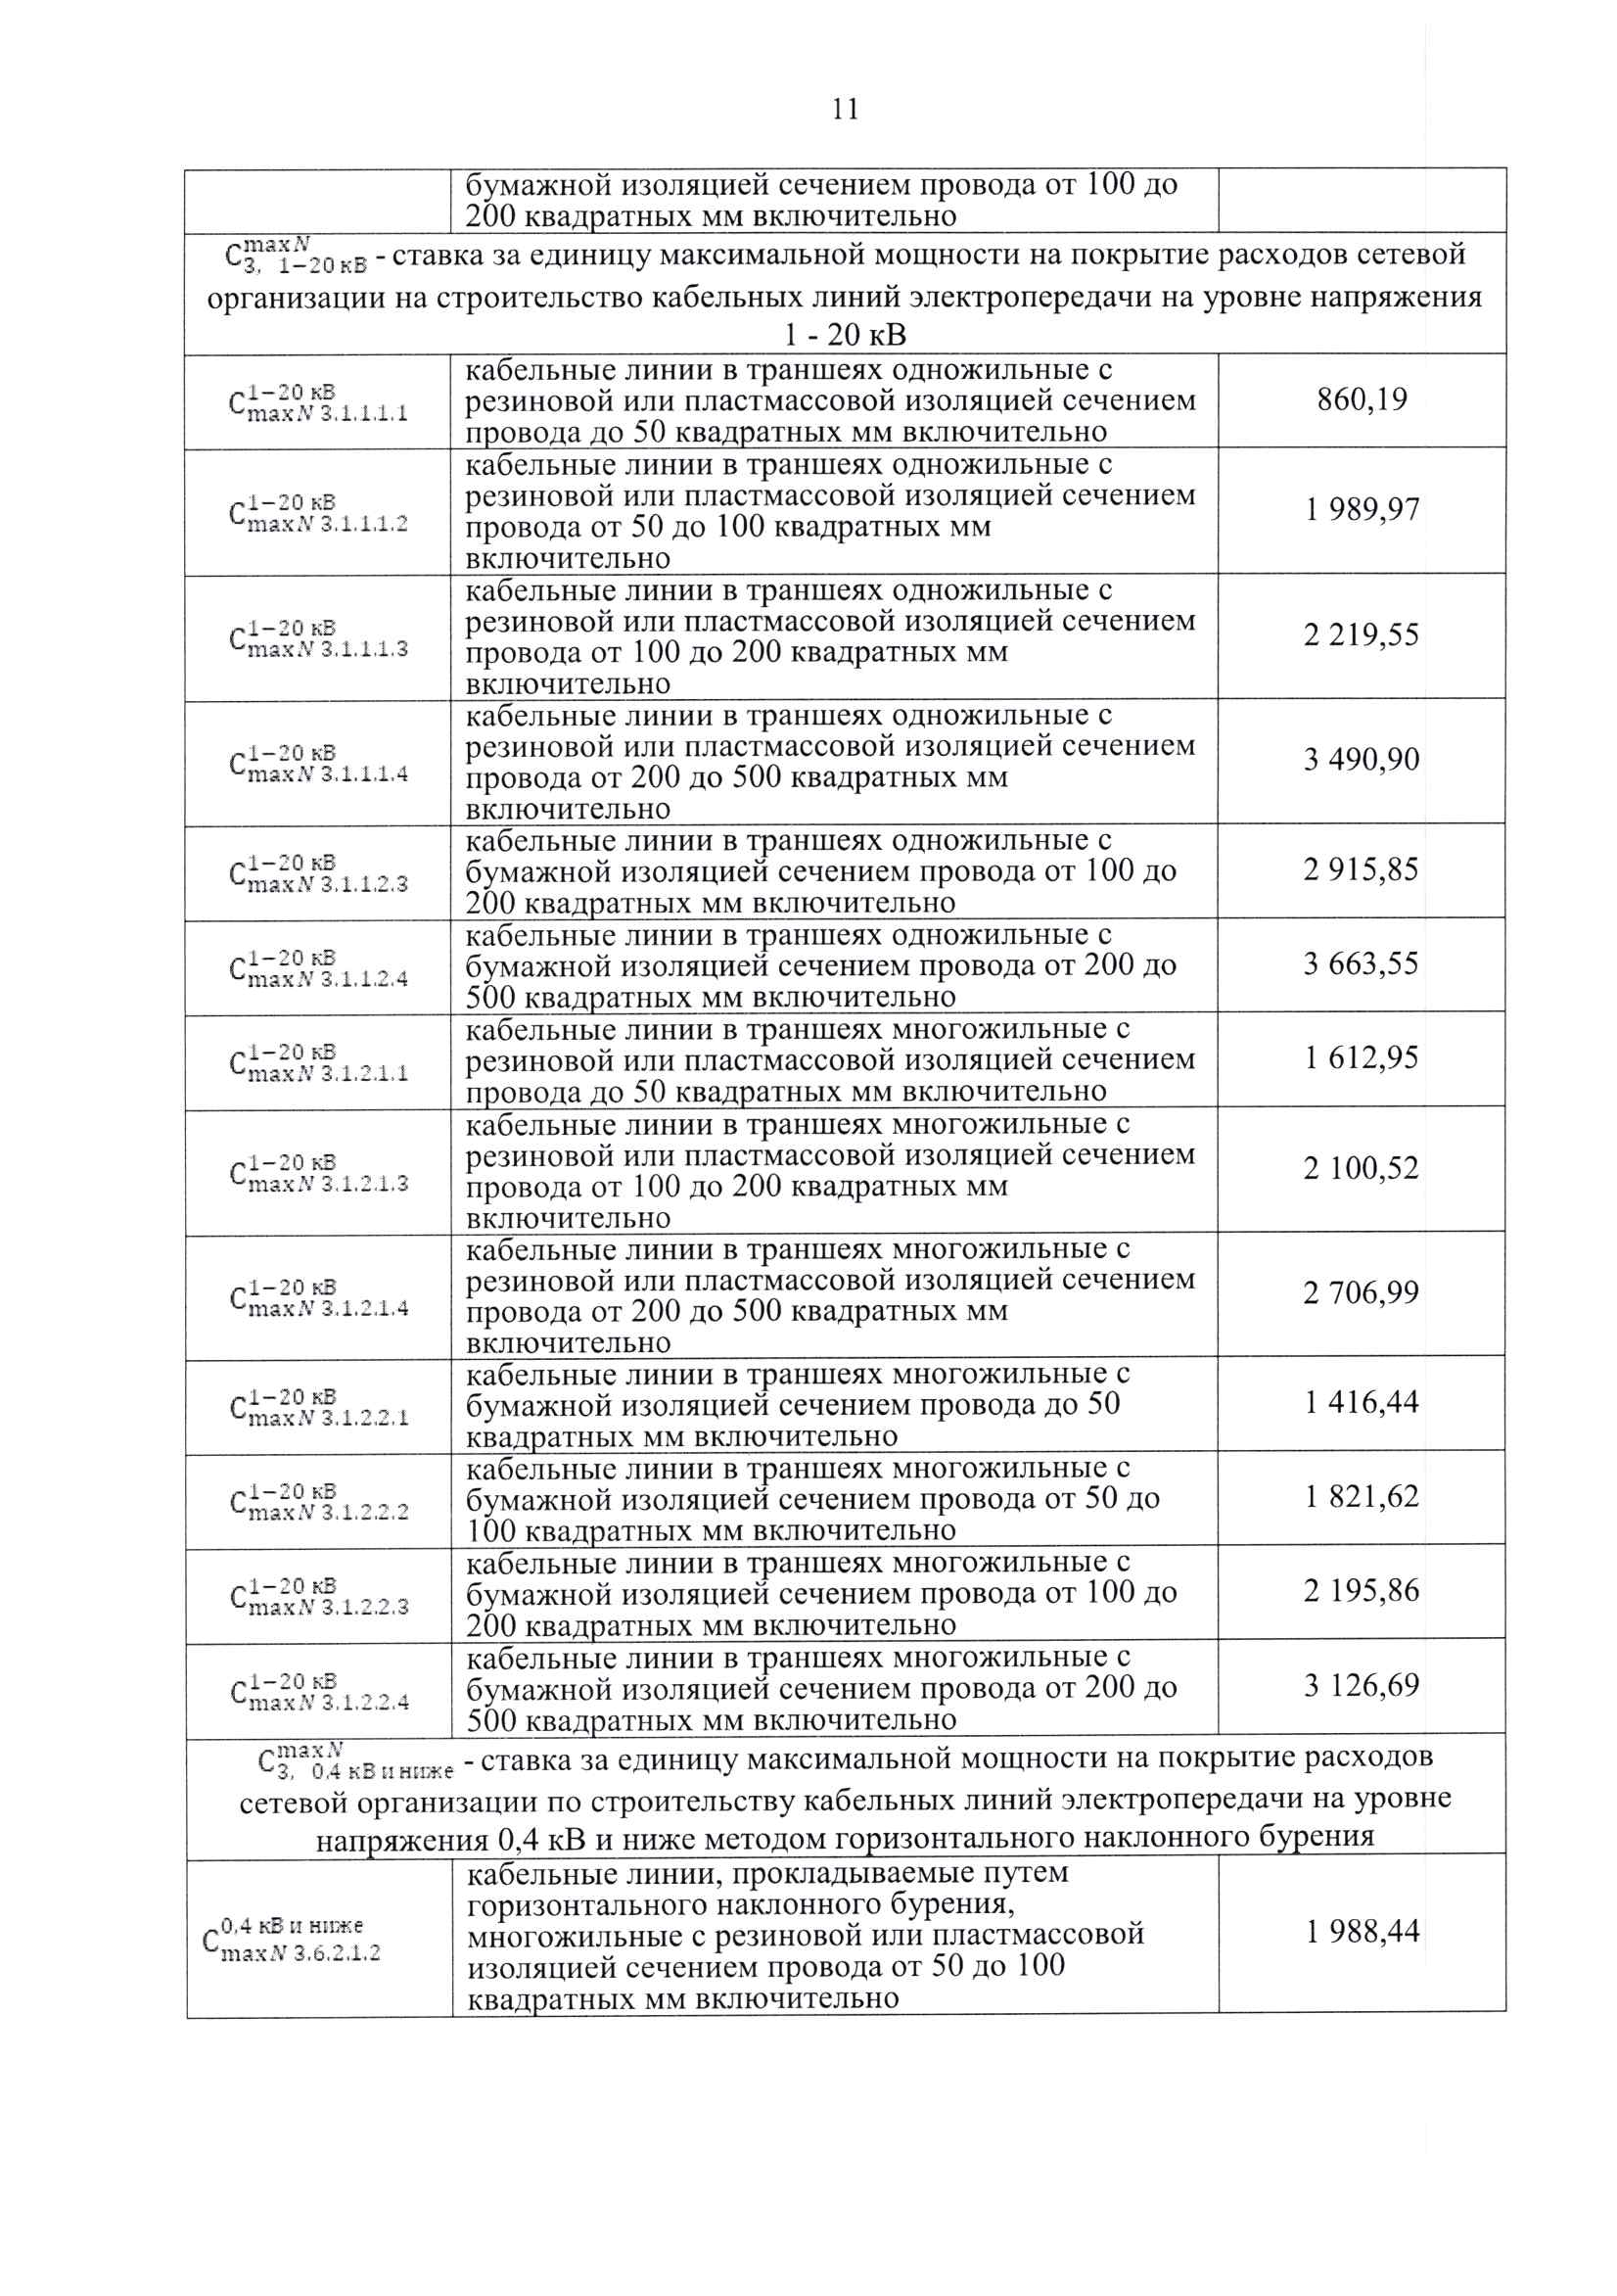 11
бумажной изоляцией сечением провода от 100 до
200 квадратных мм включительно
C maxN 3, 1–20 кВ - ставка за единицу максимальной мощности на покрытие расходов сетевой
организации на строительство кабельных линий электропередачи на уровне напряжения
1 - 20 кВ
C 1–20 кВ maxN 3.1.1.1.1
кабельные линии в траншеях одножильные с
резиновой или пластмассовой изоляцией сечением
провода до 50 квадратных мм включительно
860,19
C 1–20 кВ maxN 3.1.1.1.2
кабельные линии в траншеях одножильные с
резиновой или пластмассовой изоляцией сечением
провода от 50 до 100 квадратных мм
включительно
1 989,97
C 1–20 кВ maxN 3.1.1.1.3
кабельные линии в траншеях одножильные с
резиновой или пластмассовой изоляцией сечением
провода от 100 до 200 квадратных мм
включительно
2 219,55
C 1–20 кВ maxN 3.1.1.1.4
кабельные линии в траншеях одножильные с
резиновой или пластмассовой изоляцией сечением
провода от 200 до 500 квадратных мм
включительно
3 490,90
C 1–20 кВ maxN 3.1.1.2.3
кабельные линии в траншеях одножильные с
бумажной изоляцией сечением провода от 100 до
200 квадратных мм включительно
2 915,85
C 1–20 кВ maxN 3.1.1.2.4
кабельные линии в траншеях одножильные с
бумажной изоляцией сечением провода от 200 до
500 квадратных мм включительно
3 663,55
C 1–20 кВ maxN 3.1.2.1.1
кабельные линии в траншеях многожильные с
резиновой или пластмассовой изоляцией сечением
провода до 50 квадратных мм включительно
1 612,95
C 1–20 кВ maxN 3.1.2.1.3
кабельные линии в траншеях многожильные с
резиновой или пластмассовой изоляцией сечением
провода от 100 до 200 квадратных мм
включительно
2 100,52
C 1–20 кВ maxN 3.1.2.1.4
кабельные линии в траншеях многожильные с
резиновой или пластмассовой изоляцией сечением
провода от 200 до 500 квадратных мм
включительно
2 706,99
C 1–20 кВ maxN 3.1.2.2.1
кабельные линии в траншеях многожильные с
бумажной изоляцией сечением провода до 50
квадратных мм включительно
1 416,44
C 1–20 кВ maxN 3.1.2.2.2
кабельные линии в траншеях многожильные с
бумажной изоляцией сечением провода от 50 до
100 квадратных мм включительно
1 821,62
C 1–20 кВ maxN 3.1.2.2.3
кабельные линии в траншеях многожильные с
бумажной изоляцией сечением провода от 100 до
200 квадратных мм включительно
2 195,86
C 1–20 кВ maxN 3.1.2.2.4
кабельные линии в траншеях многожильные с
бумажной изоляцией сечением провода от 200 до
500 квадратных мм включительно
3 126,69
C maxN 3, 0,4 кВ и ниже - ставка за единицу максимальной мощности на покрытие расходов
сетевой организации по строительству кабельных линий электропередачи на уровне
напряжения 0,4 кВ и ниже методом горизонтального наклонного бурения
C 0,4 кВ и ниже maxN 3.6.2.1.2
кабельные линии, прокладываемые путем
горизонтального наклонного бурения,
многожильные с резиновой или пластмассовой
изоляцией сечением провода от 50 до 100
квадратных мм включительно
1 988,44